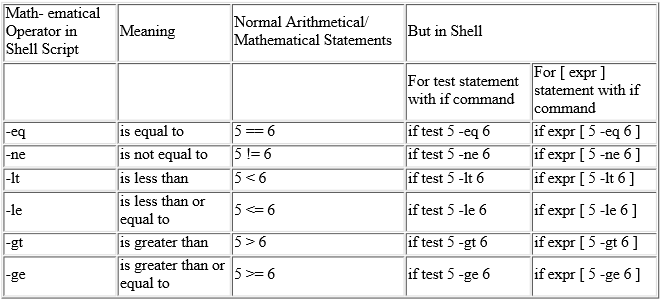 Math- ematical
Operator in
Shell Script
Meaning
Normal Arithmetical/
Mathematical Statements
But in Shell
For test statement
with if command
For [ expr ]
statement with if
command
-eq is equal to 5 == 6 if test 5 -eq 6 if expr [ 5 -eq 6 ]
-ne is not equal to 5 != 6 if test 5 -ne 6 if expr [ 5 -ne 6 ]
-lt is less than 5 < 6 if test 5 -lt 6 if expr [ 5 -lt 6 ]
-le is less than or
equal to 5 <= 6 if test 5 -le 6 if expr [ 5 -le 6 ]
-gt is greater than 5 > 6 if test 5 -gt 6 if expr [ 5 -gt 6 ]
-ge is greater than or
equal to 5 >= 6 if test 5 -ge 6 if expr [ 5 -ge 6 ]